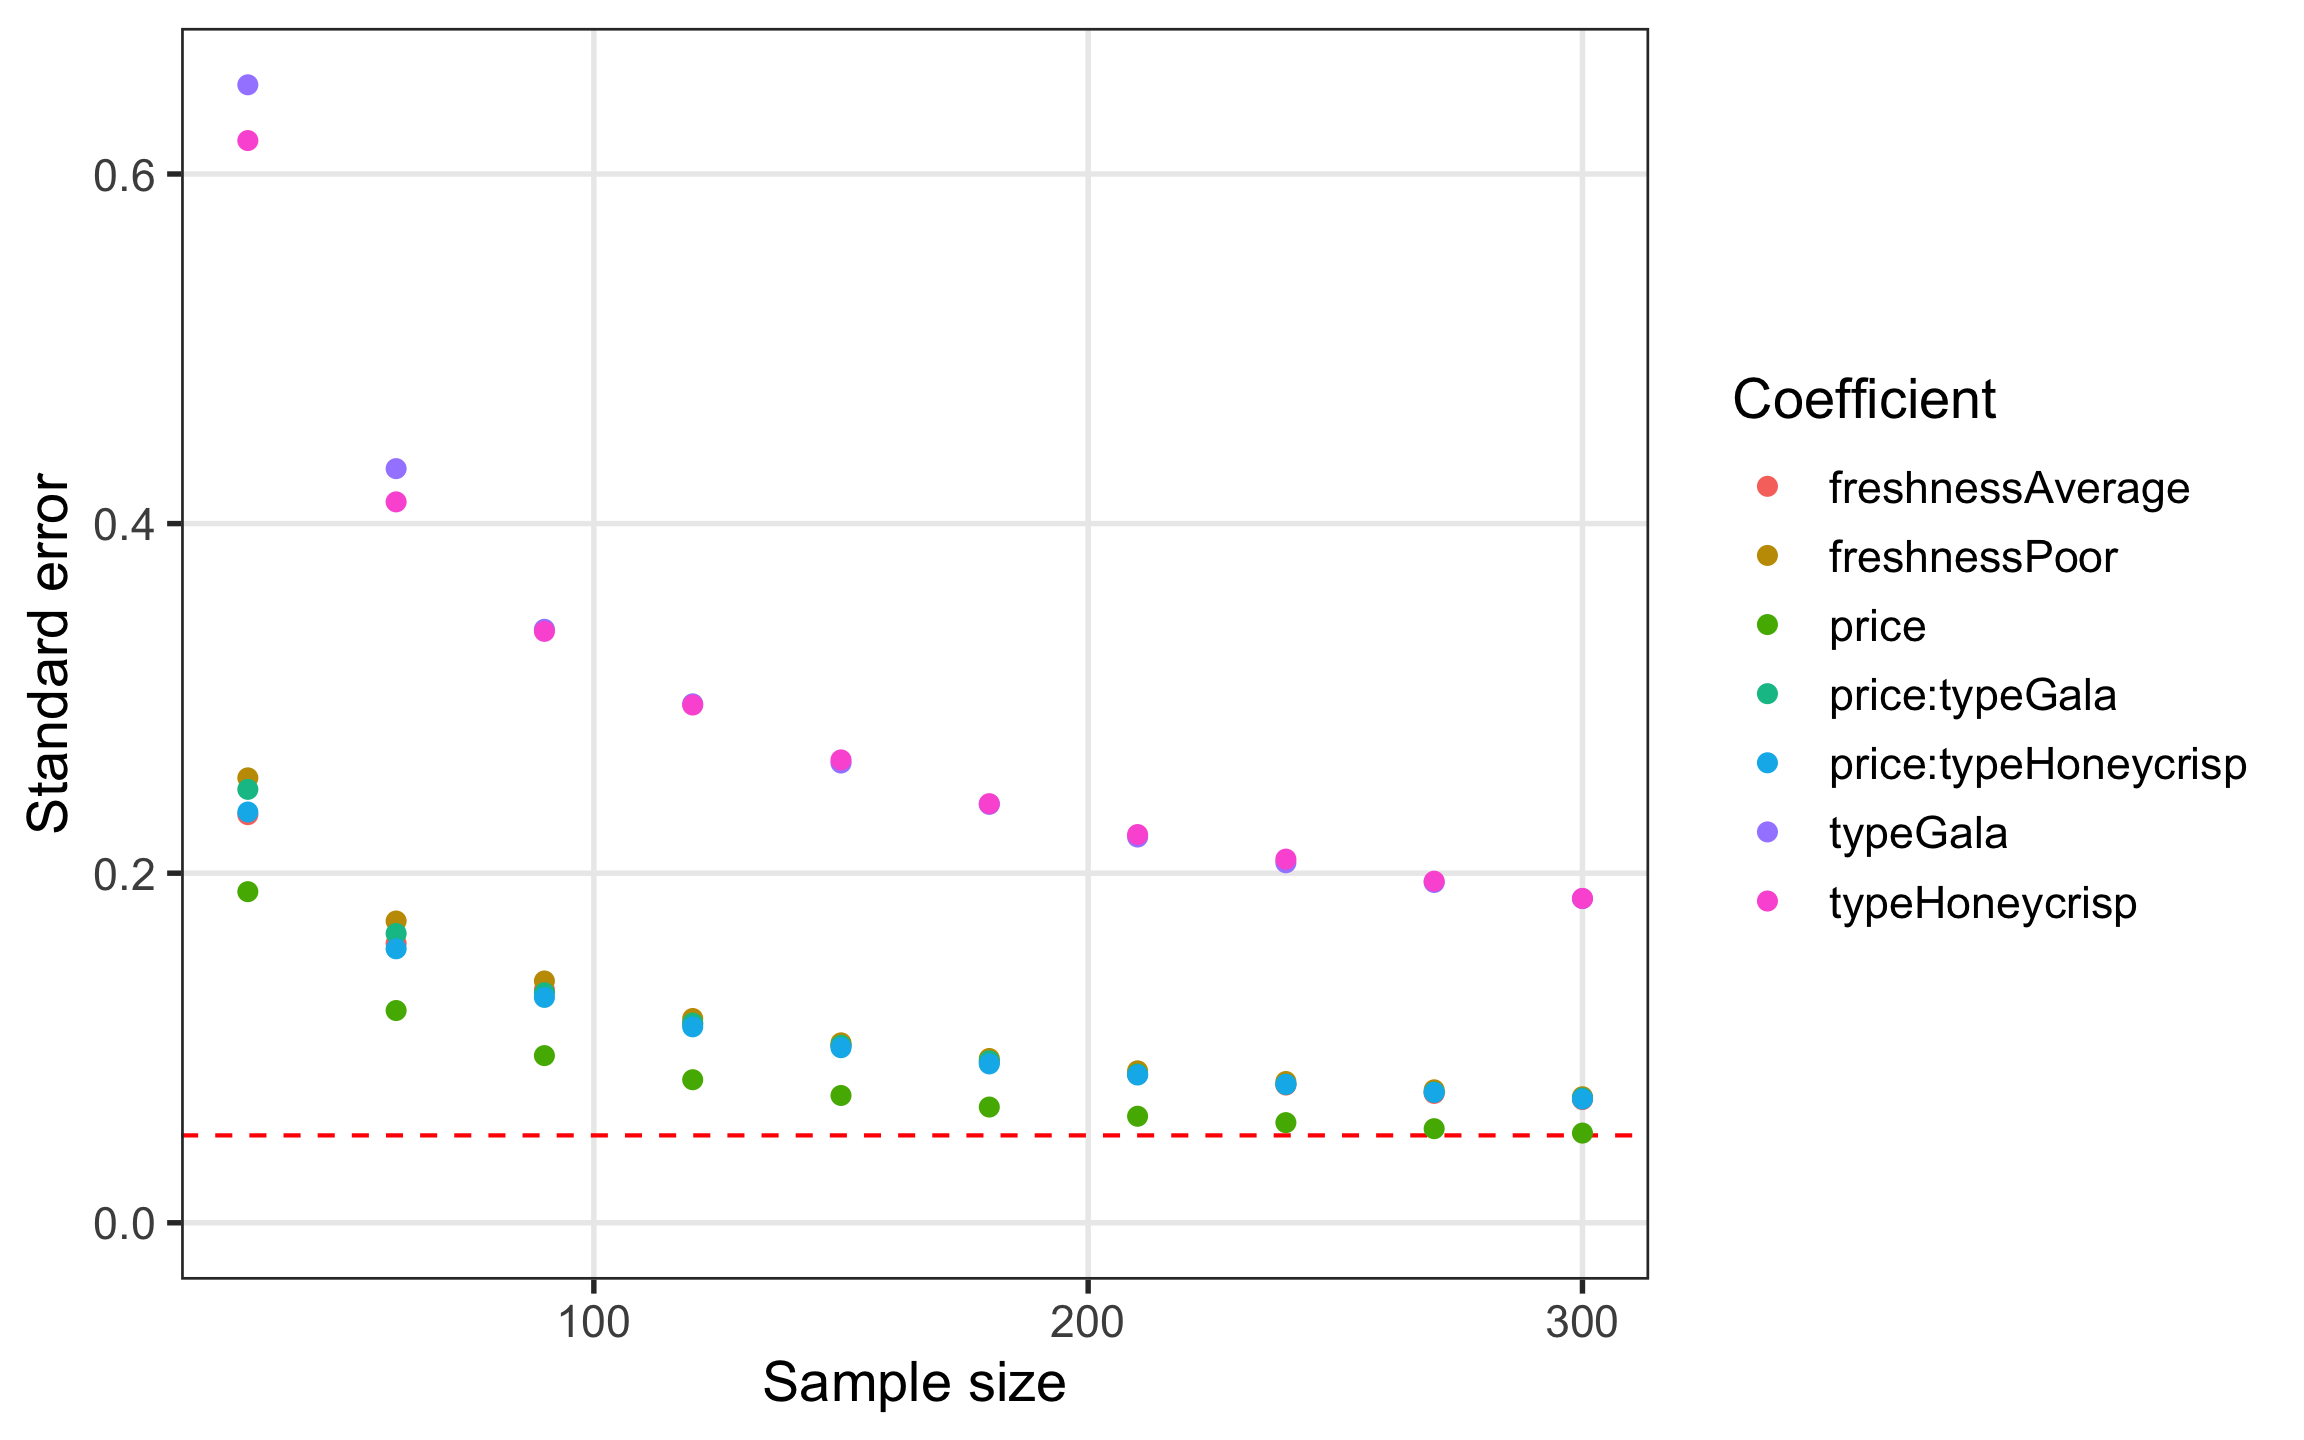 Standard error
0.6
0.4
0.2
0.0
100 200 300
Sample size
Coefficient
freshnessAverage
freshnessPoor
price
price:typeGala
price:typeHoneycrisp
typeGala
typeHoneycrisp